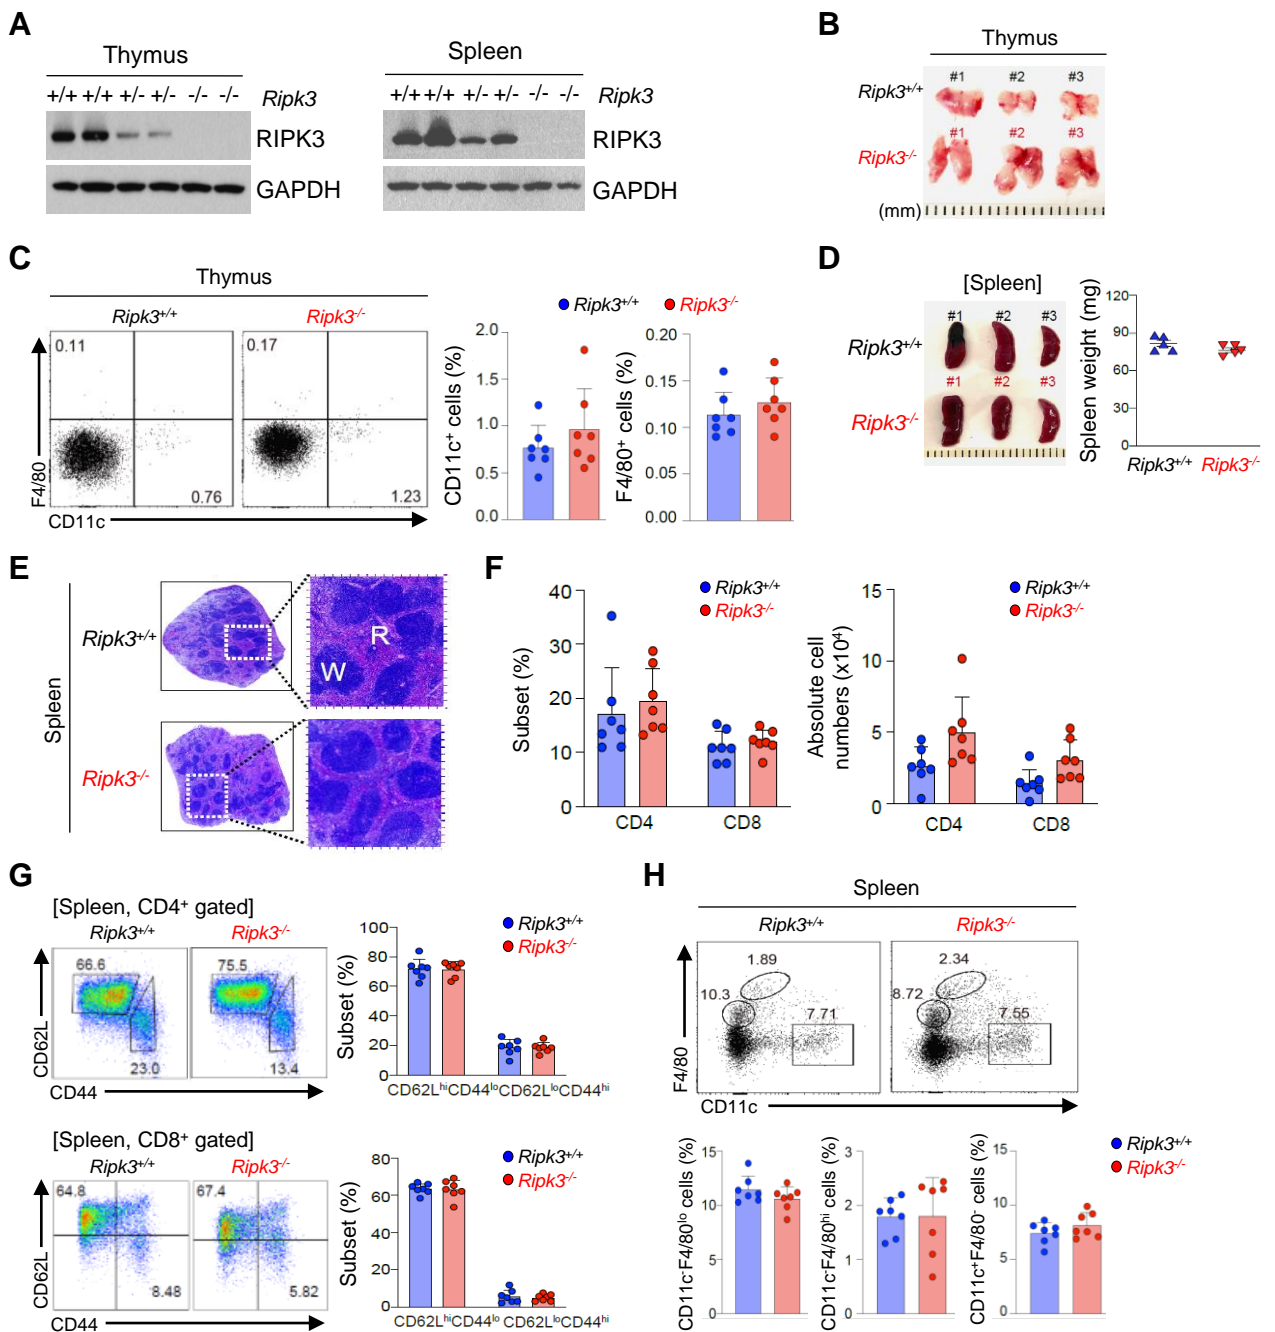 A
Thymus
+/+ +/+ +/- +/- -/- -/- Ripk3
RIPK3
GAPDH
Spleen
+/+ +/+ +/- +/- -/- -/- Ripk3
RIPK3
GAPDH
B
Thymus
#1 #2 #3
Ripk3+/+
#1 #2 #3
Ripk3-/-
(mm)
C
Thymus
Ripk3+/+ Ripk3-/-
0.11
0.76
0.17
1.23
F4/80
CD11c
Ripk3+/+ Ripk3-/-
CD11c+ cells (%)
2.0
1.5
1.0
0.5
0.0
F4/80+ cells (%)
0.20
0.15
0.10
0.05
0.00
D
[Spleen]
#1 #2 #3
Ripk3+/+
#1 #2 #3
Ripk3-/-
Spleen weight (mg)
120
90
60
30
0
Ripk3+/+ Ripk3-/-
E
Spleen
Ripk3+/+
R
W
Ripk3-/-
F
Ripk3+/+
Ripk3-/-
Subset (%)
40
30
20
10
0
CD4 CD8
Ripk3+/+
Ripk3-/-
Absolute cell
numbers (x10⁴)
15
10
5
0
CD4 CD8
G
[Spleen, CD4+ gated]
Ripk3+/+ Ripk3-/-
66.6
23.0
75.5
13.4
CD62L
CD44
Ripk3+/+
Ripk3-/-
Subset (%)
100
80
60
40
20
0
CD62LhiCD44lo CD62LloCD44hi
[Spleen, CD8+ gated]
Ripk3+/+ Ripk3-/-
64.8
8.48
67.4
5.82
CD62L
CD44
Ripk3+/+
Ripk3-/-
Subset (%)
80
60
40
20
0
CD62LhiCD44lo CD62LloCD44hi
H
Spleen
Ripk3+/+ Ripk3-/-
1.89
10.3
7.71
2.34
8.72
7.55
F4/80
CD11c
CD11c-F4/80lo cells (%)
15
10
5
0
CD11c-F4/80hi cells (%)
3
2
1
0
CD11c+F4/80- cells (%)
15
10
5
0
Ripk3+/+
Ripk3-/-